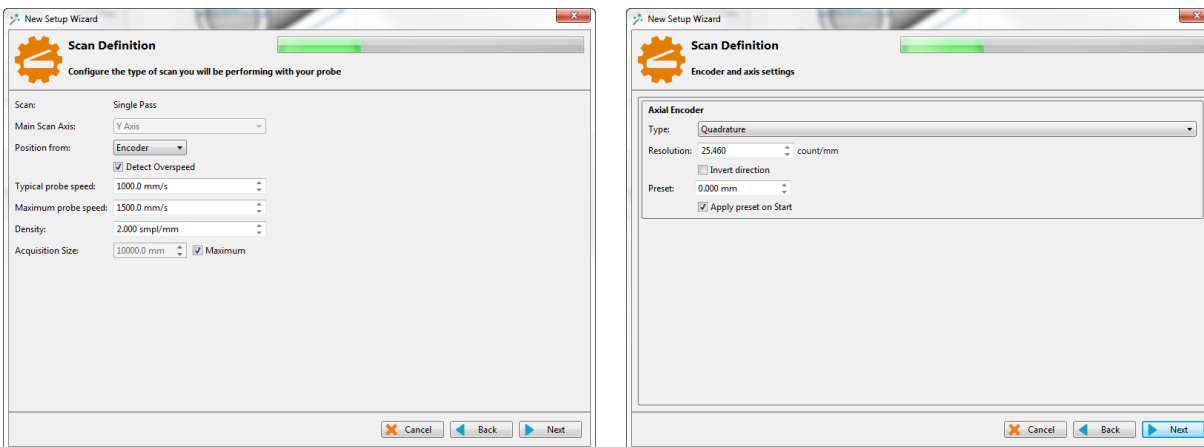 New Setup Wizard
Scan Definition
Configure the type of scan you will be performing with your probe
Scan: Single Pass
Main Scan Axis: Y Axis
Position from: Encoder
Detect Overspeed
Typical probe speed: 1000.0 mm/s
Maximum probe speed: 1500.0 mm/s
Density: 2.000 smpl/mm
Acquisition Size: 10000.0 mm Maximum
Cancel Back Next
New Setup Wizard
Scan Definition
Encoder and axis settings
Axial Encoder
Type: Quadrature
Resolution: 25.460 count/mm
Invert direction
Preset: 0.000 mm
Apply preset on Start
Cancel Back Next